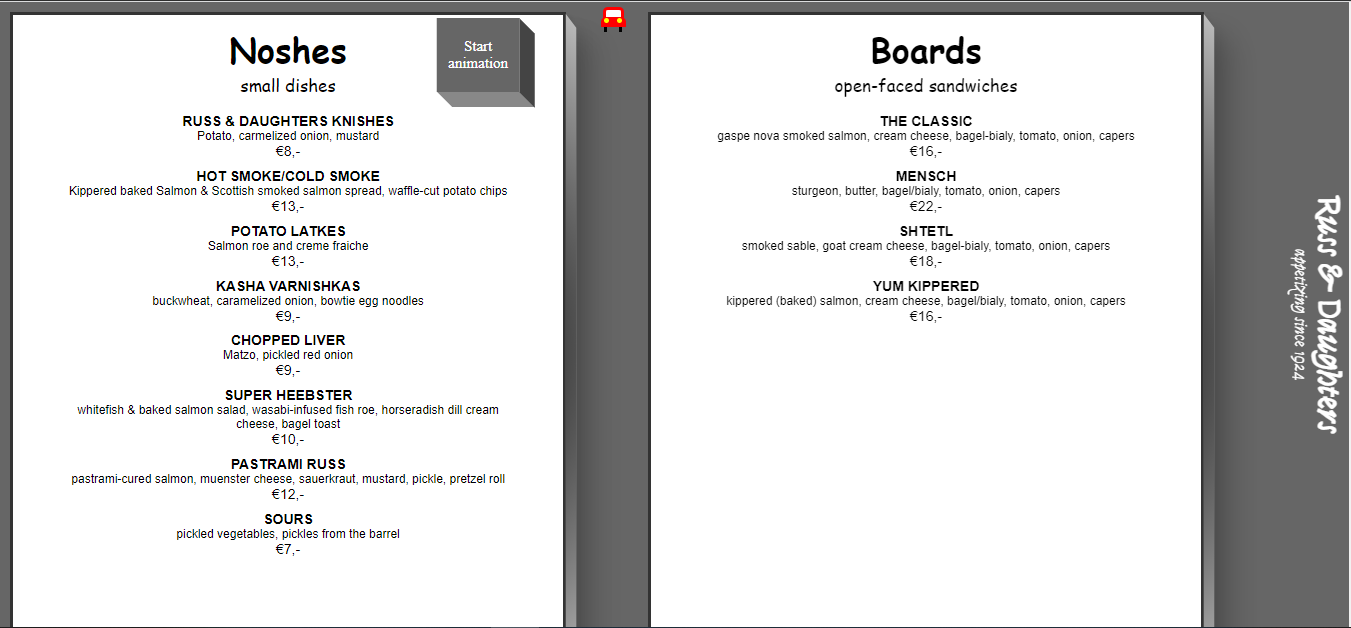 Noshes
small dishes
Start
animation
RUSS & DAUGHTERS KNISHES
Potato, carmelized onion, mustard
€8,-
HOT SMOKE/COLD SMOKE
Kippered baked Salmon & Scottish smoked salmon spread, waffle-cut potato chips
€13,-
POTATO LATKES
Salmon roe and creme fraiche
€13,-
KASHA VARNISHKAS
buckwheat, caramelized onion, bowtie egg noodles
€9,-
CHOPPED LIVER
Matzo, pickled red onion
€9,-
SUPER HEEBSTER
whitefish & baked salmon salad, wasabi-infused fish roe, horseradish dill cream
cheese, bagel toast
€10,-
PASTRAMI RUSS
pastrami-cured salmon, muenster cheese, sauerkraut, mustard, pickle, pretzel roll
€12,-
SOURS
pickled vegetables, pickles from the barrel
€7,-
Boards
open-faced sandwiches
THE CLASSIC
gaspe nova smoked salmon, cream cheese, bagel-bialy, tomato, onion, capers
€16,-
MENSCH
sturgeon, butter, bagel/bialy, tomato, onion, capers
€22,-
SHTETL
smoked sable, goat cream cheese, bagel-bialy, tomato, onion, capers
€18,-
YUM KIPPERED
kippered (baked) salmon, cream cheese, bagel/bialy, tomato, onion, capers
€16,-
Russ & Daughters
appetizing since 1924